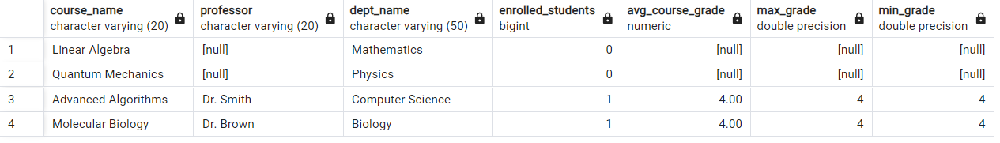 course_name professor dept_name enrolled_students avg_course_grade max_grade min_grade
character varying (20) character varying (20) character varying (50) bigint numeric double precision double precision
1 Linear Algebra [null] Mathematics 0 [null] [null] [null]
2 Quantum Mechanics [null] Physics 0 [null] [null] [null]
3 Advanced Algorithms Dr. Smith Computer Science 1 4.00 4 4
4 Molecular Biology Dr. Brown Biology 1 4.00 4 4